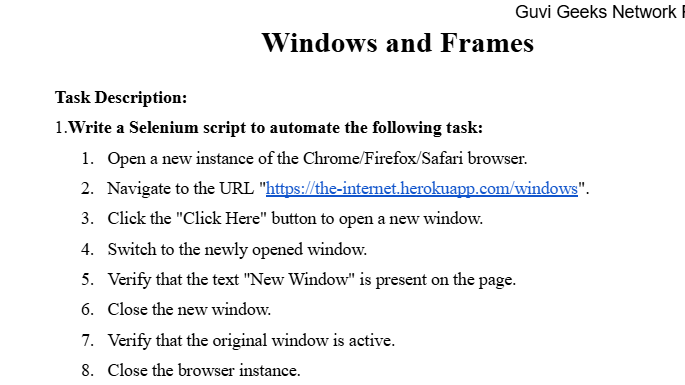 Guvi Geeks Network
Windows and Frames
Task Description:
1.Write a Selenium script to automate the following task:
1. Open a new instance of the Chrome/Firefox/Safari browser.
2. Navigate to the URL "https://the-internet.herokuapp.com/windows".
3. Click the "Click Here" button to open a new window.
4. Switch to the newly opened window.
5. Verify that the text "New Window" is present on the page.
6. Close the new window.
7. Verify that the original window is active.
8. Close the browser instance.